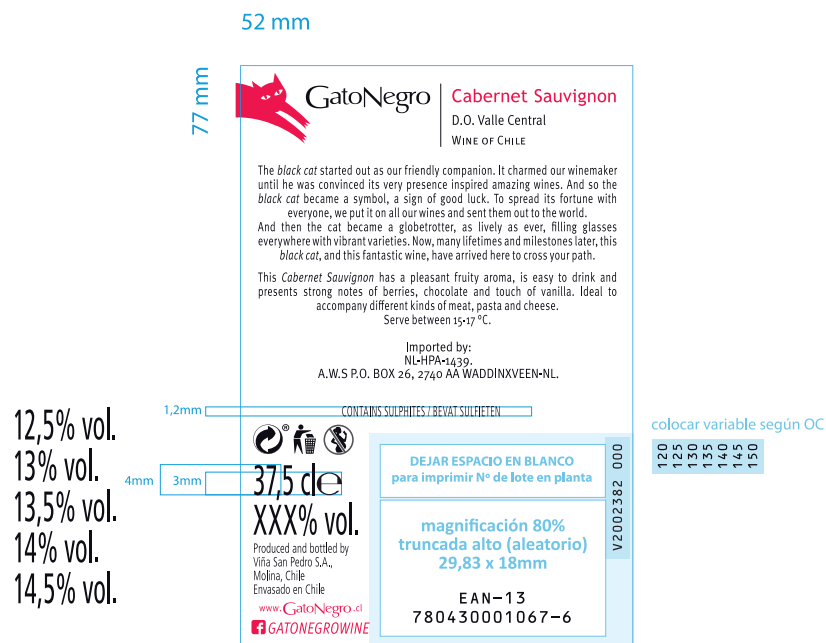 52 mm
77 mm
GatoNegro
Cabernet Sauvignon
D.O. Valle Central
WINE OF CHILE
The black cat started out as our friendly companion. It charmed our winemaker
until he was convinced its very presence inspired amazing wines. And so the
black cat became a symbol, a sign of good luck. To spread its fortune with
everyone, we put it on all our wines and sent them out to the world.
And then the cat became a globetrotter, as lively as ever, filling glasses
everywhere with vibrant varieties. Now, many lifetimes and milestones later, this
black cat, and this fantastic wine, have arrived here to cross your path.
This Cabernet Sauvignon has a pleasant fruity aroma, is easy to drink and
presents strong notes of berries, chocolate and touch of vanilla. Ideal to
accompany different kinds of meat, pasta and cheese.
Serve between 15-17 ºC.
Imported by:
NL-HPA-1439.
A.W.S P.O. BOX 26, 2740 AA WADDINXVEEN-NL.
1,2mm
CONTAINS SULPHITES / BEVAT SULFIETEN
12,5% vol.
13% vol.
13,5% vol.
14% vol.
14,5% vol.
4mm
3mm
®
37,5 cl e
XXX% vol.
Produced and bottled by
Viña San Pedro S.A.,
Molina, Chile
Envasado en Chile
www.GatoNegro.cl
f GATONEGROWINE
DEJAR ESPACIO EN BLANCO
para imprimir Nº de lote en planta
magnificación 80%
truncada alto (aleatorio)
29,83 x 18mm
EAN-13
780430001067-6
V2002382 000
colocar variable según OC
120
125
130
135
140
145
150